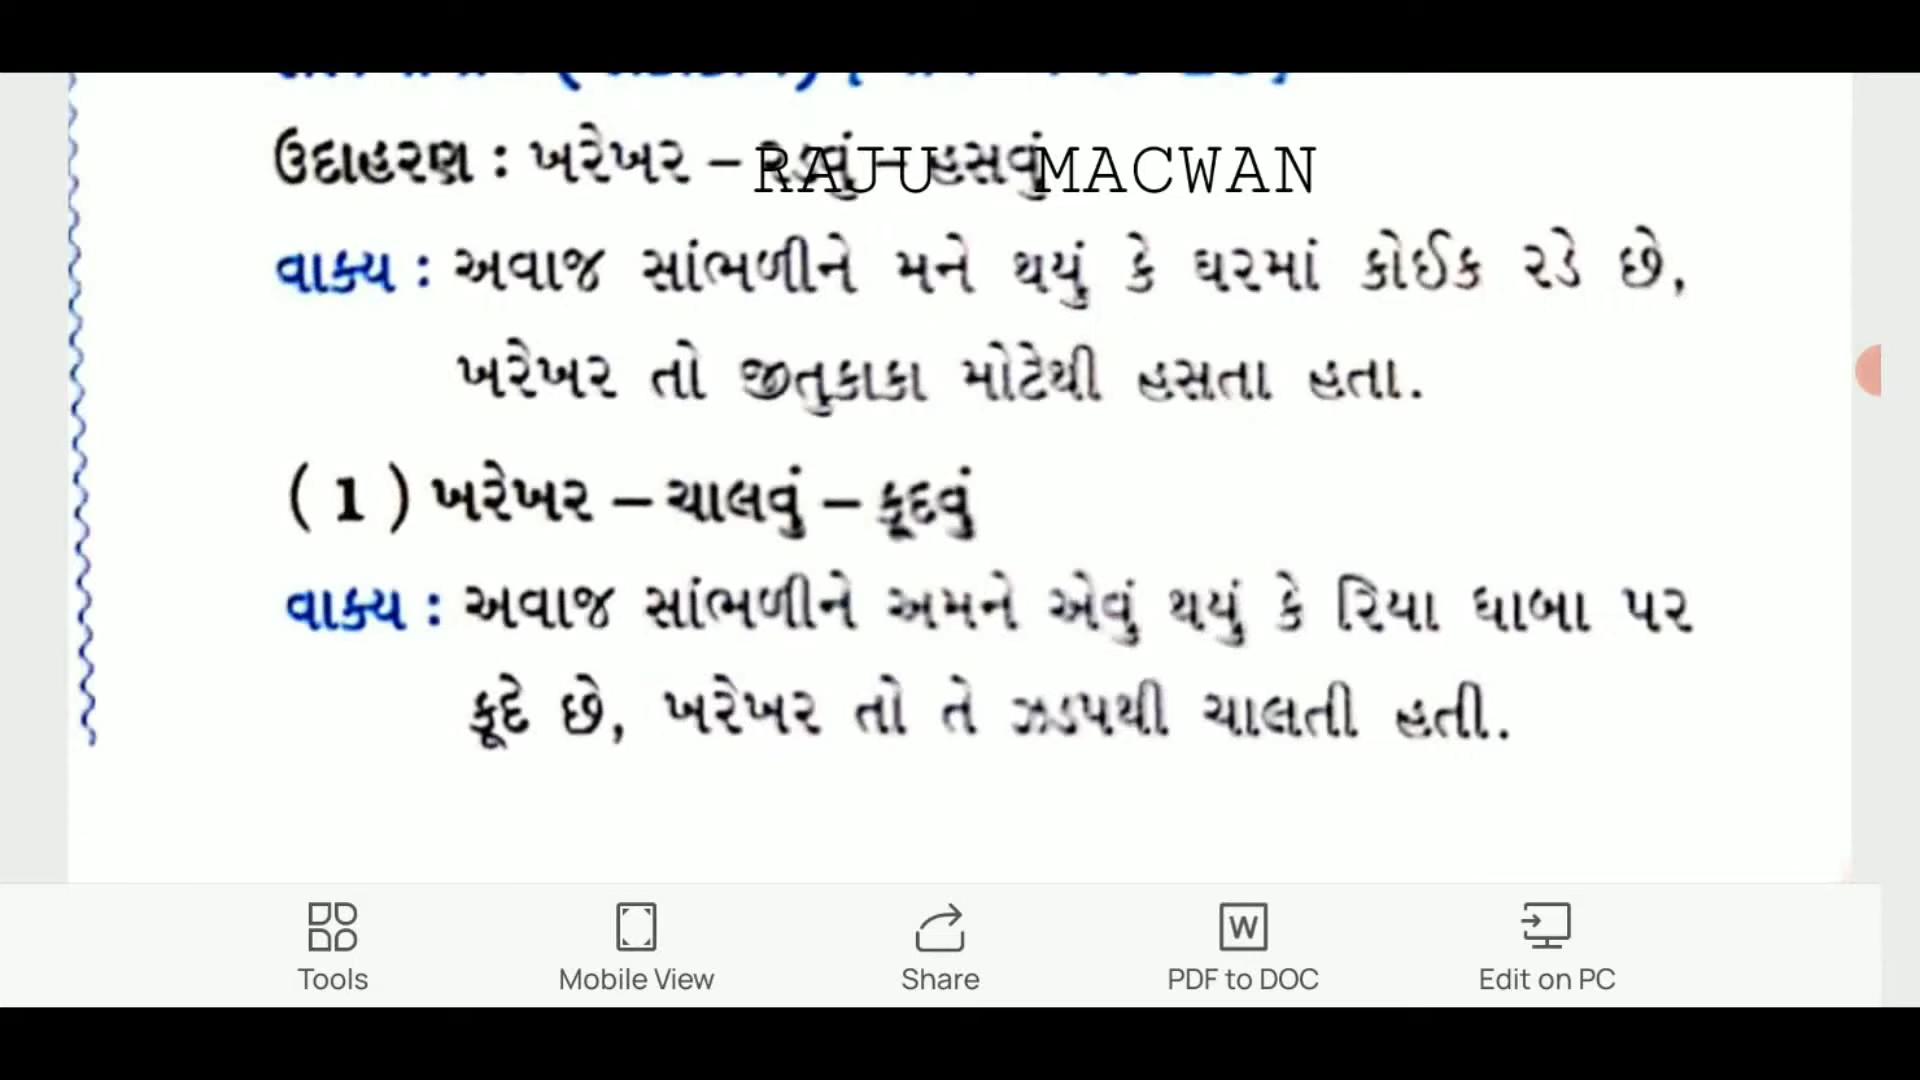 ઉદાહરણ : ખરેખર – રડવું – હસવું
RAJU MACWAN
વાક્ય : અવાજ સાંભળીને મને થયું કે ઘરમાં કોઈક રડે છે,
ખરેખર તો જીતુકાકા મોટેથી હસતા હતા.
( 1 ) ખરેખર – ચાલવું – કૂદવું
વાક્ય : અવાજ સાંભળીને અમને એવું થયું કે રિયા ધાબા પર
કૂદે છે, ખરેખર તો તે ઝડપથી ચાલતી હતી.
Tools
Mobile View
Share
W
PDF to DOC
Edit on PC